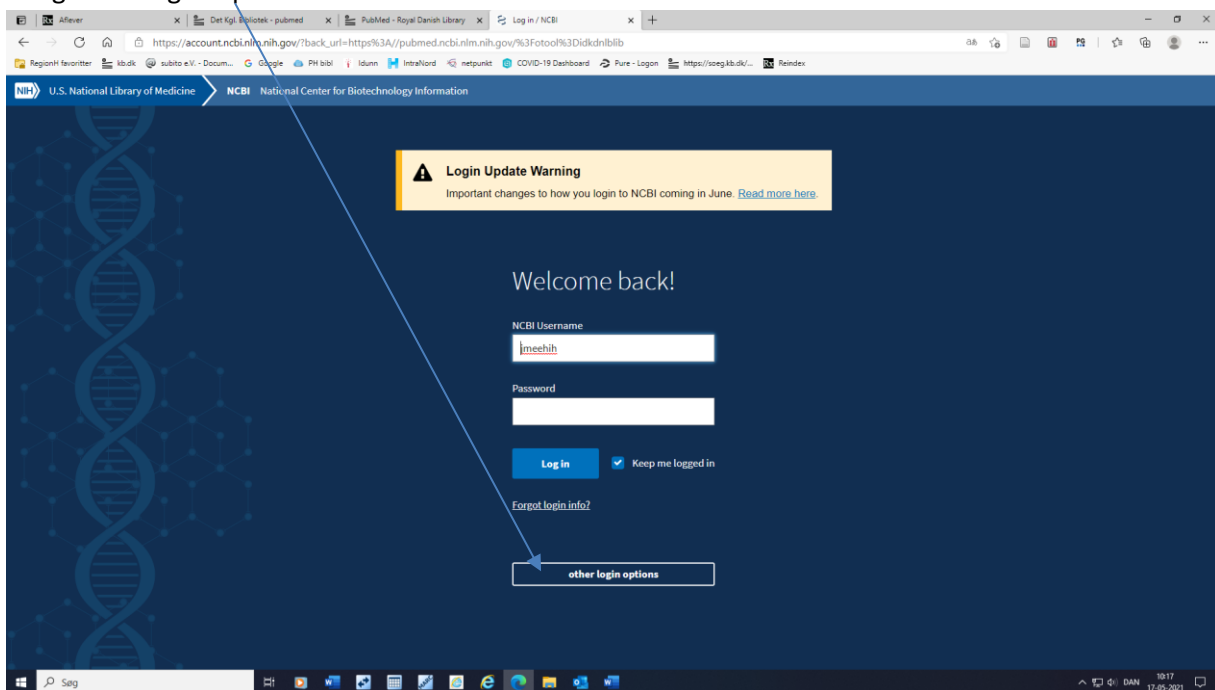 Aflever
Det Kgl. Bibliotek - pubmed
PubMed - Royal Danish Library
Log in / NCBI
https://account.ncbi.nlm.nih.gov/?back_url=https%3A//pubmed.ncbi.nlm.nih.gov/%3Fotool%3Didkdnlblib
RegionH favoritter kb.dk subito e.V. - Docum... Google PH bibl Idunn IntraNord netpunkt COVID-19 Dashboard Pure - Logon https://soeg.kb.dk/... Reindex
NIH U.S. National Library of Medicine NCBI National Center for Biotechnology Information
Login Update Warning
Important changes to how you login to NCBI coming in June. Read more here.
Welcome back!
NCBI Username
jmeehih
Password
Log in Keep me logged in
Forgot login info?
other login options
Søg
DAN 10:17
17-05-2021